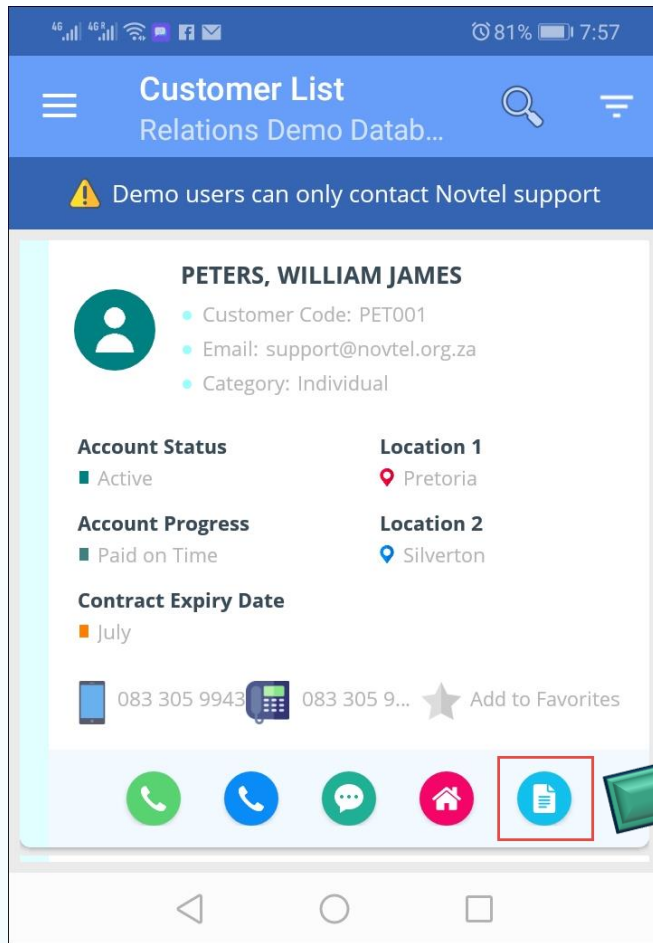 4G 4G R 81% 7:57
Customer List
Relations Demo Datab...
Demo users can only contact Novtel support
PETERS, WILLIAM JAMES
Customer Code: PET001
Email: support@novtel.org.za
Category: Individual
Account Status Location 1
Active Pretoria
Account Progress Location 2
Paid on Time Silverton
Contract Expiry Date
July
083 305 9943 083 305 9... Add to Favorites